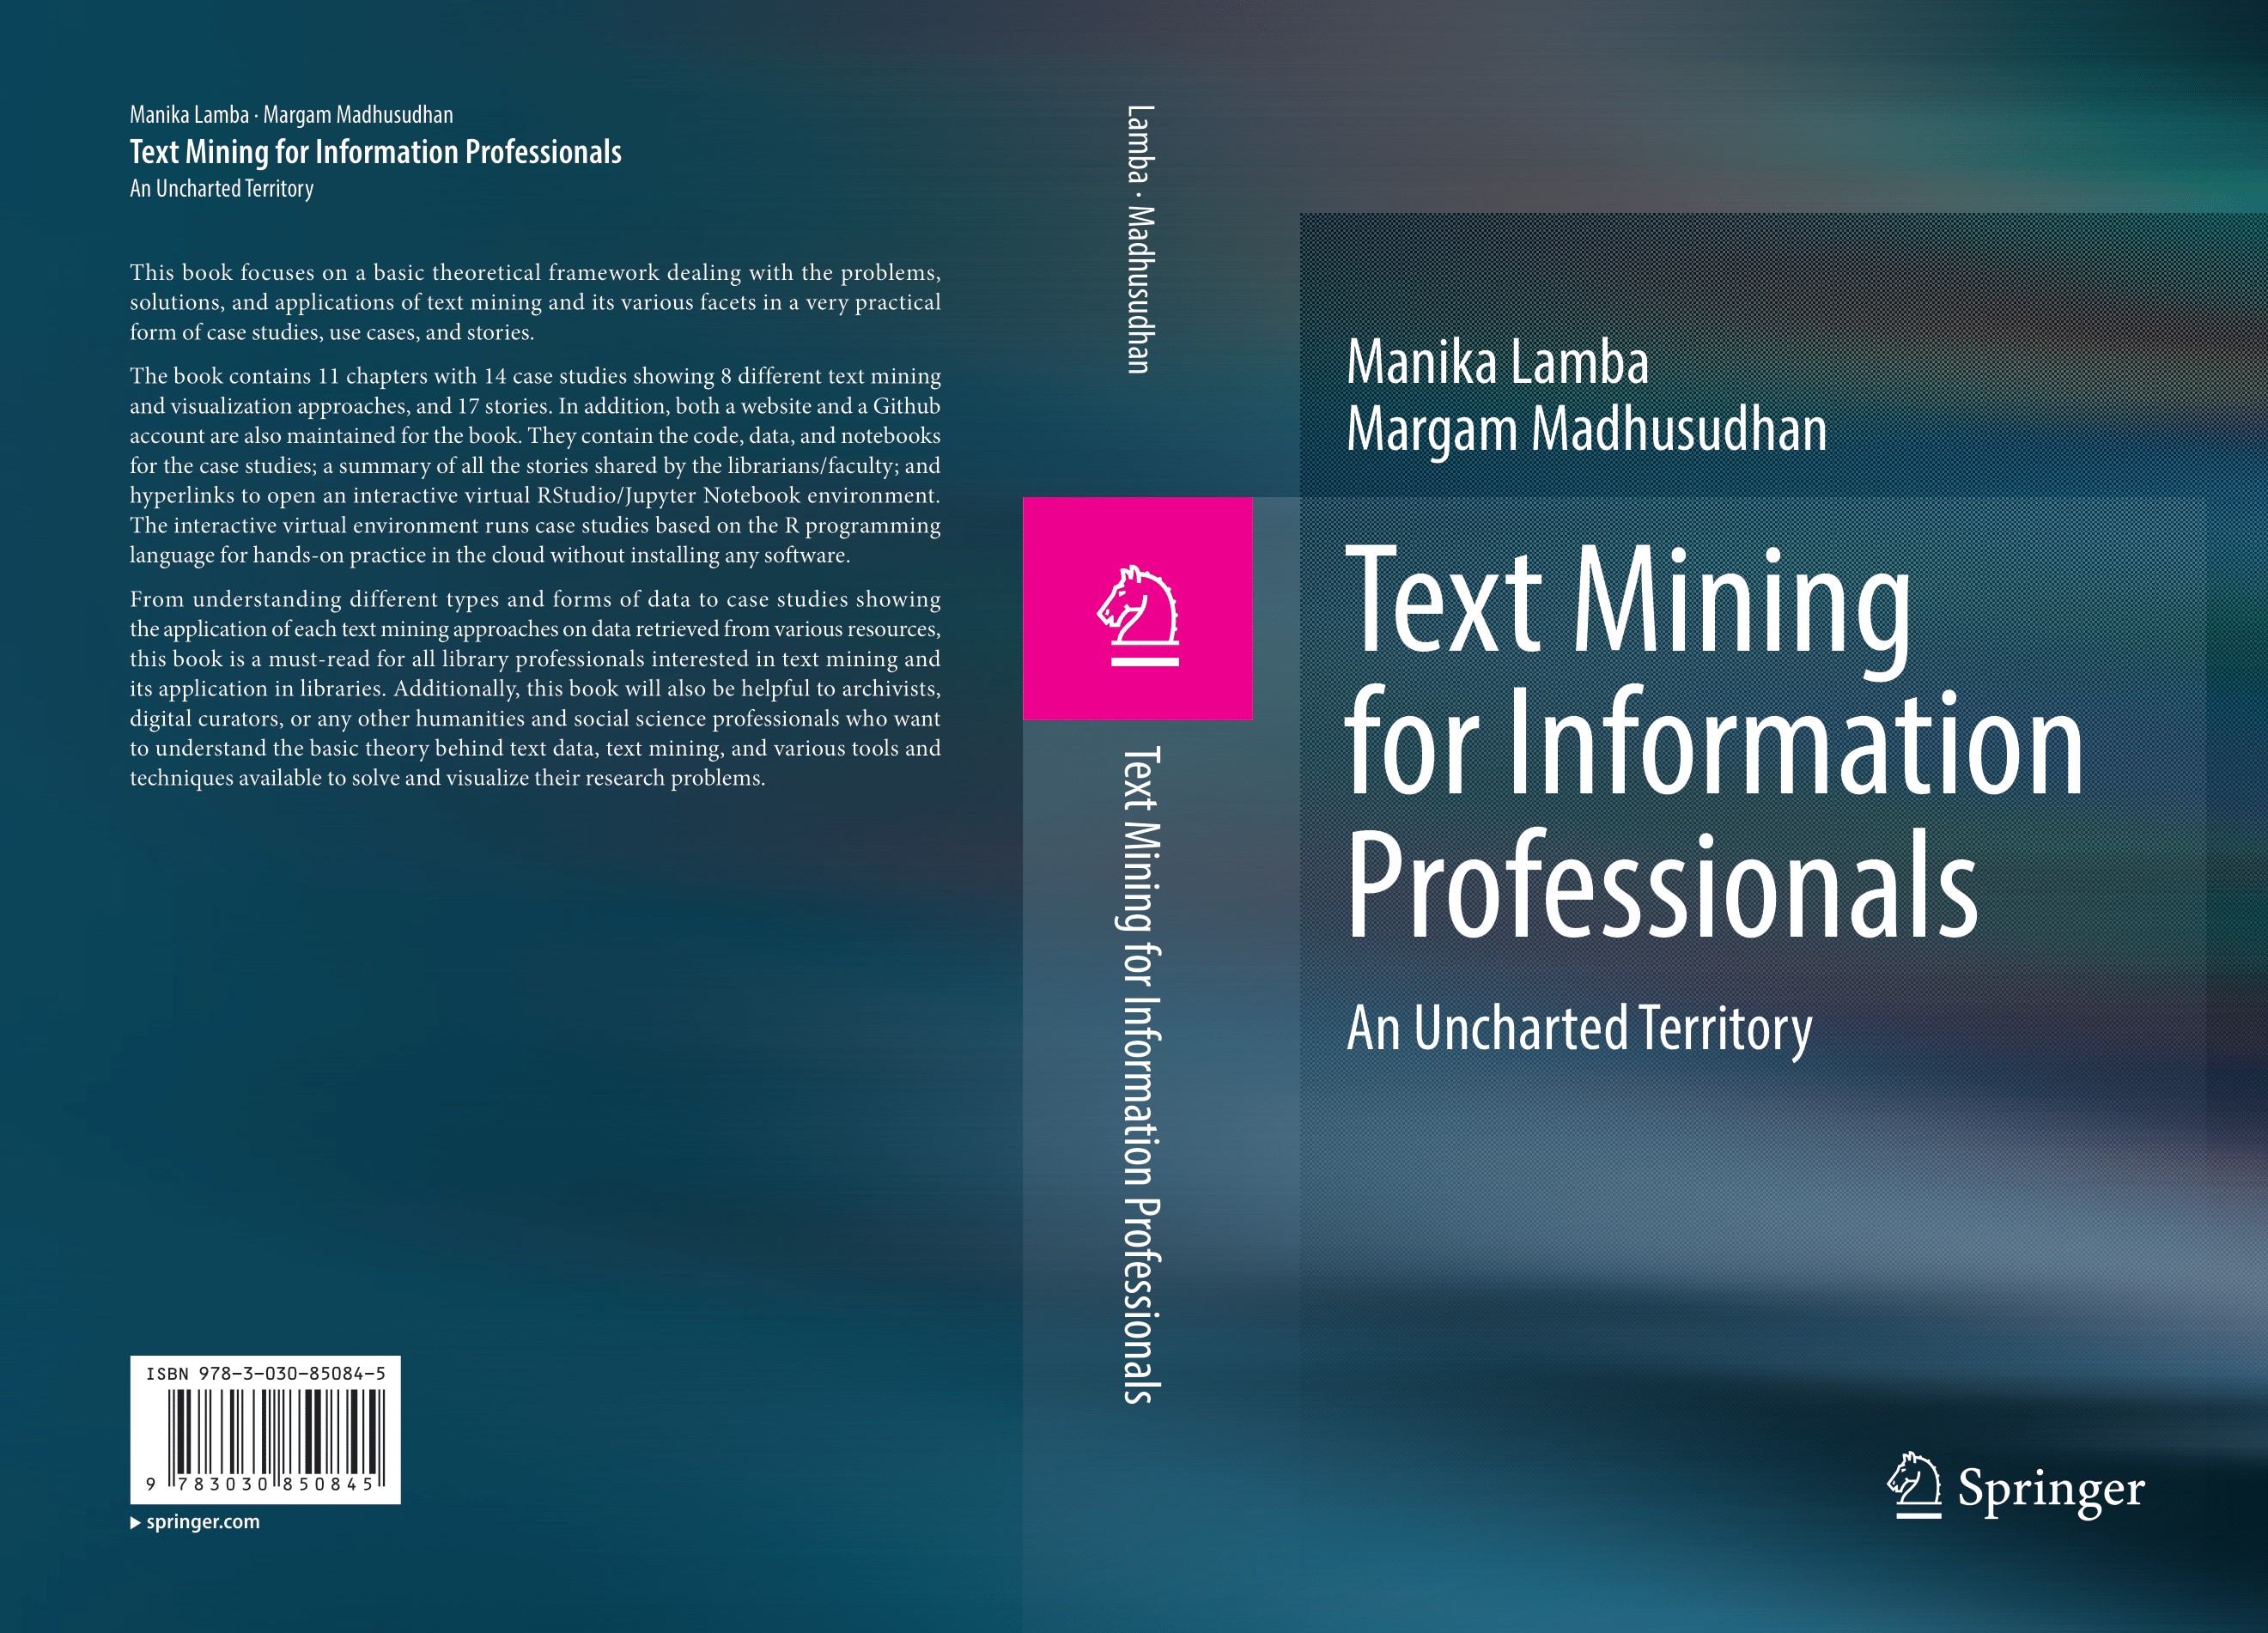 Manika Lamba · Margam Madhusudhan
Text Mining for Information Professionals
An Uncharted Territory
This book focuses on a basic theoretical framework dealing with the problems,
solutions, and applications of text mining and its various facets in a very practical
form of case studies, use cases, and stories.
The book contains 11 chapters with 14 case studies showing 8 different text mining
and visualization approaches, and 17 stories. In addition, both a website and a Github
account are also maintained for the book. They contain the code, data, and notebooks
for the case studies; a summary of all the stories shared by the librarians/faculty; and
hyperlinks to open an interactive virtual RStudio/Jupyter Notebook environment.
The interactive virtual environment runs case studies based on the R programming
language for hands-on practice in the cloud without installing any software.
From understanding different types and forms of data to case studies showing
the application of each text mining approaches on data retrieved from various resources,
this book is a must-read for all library professionals interested in text mining and
its application in libraries. Additionally, this book will also be helpful to archivists,
digital curators, or any other humanities and social science professionals who want
to understand the basic theory behind text data, text mining, and various tools and
techniques available to solve and visualize their research problems.
ISBN 978-3-030-85084-5
9 783030 850845
▶ springer.com
Lamba · Madhusudhan
Text Mining for Information Professionals
Manika Lamba
Margam Madhusudhan
Text Mining
for Information
Professionals
An Uncharted Territory
Springer